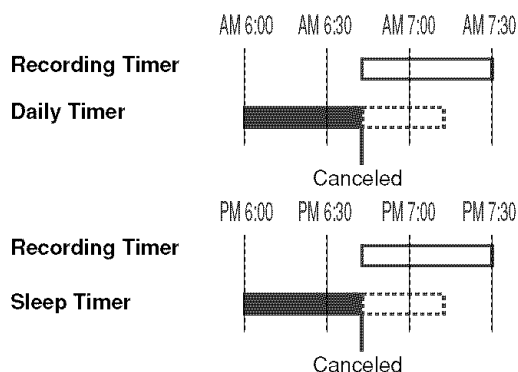 AM 6:00 AM 6:30 AM 7:00 AM 7:30
Recording Timer
Daily Timer
Canceled
PM 6:00 PM 6:30 PM 7:00 PM 7:30
Recording Timer
Sleep Timer
Canceled